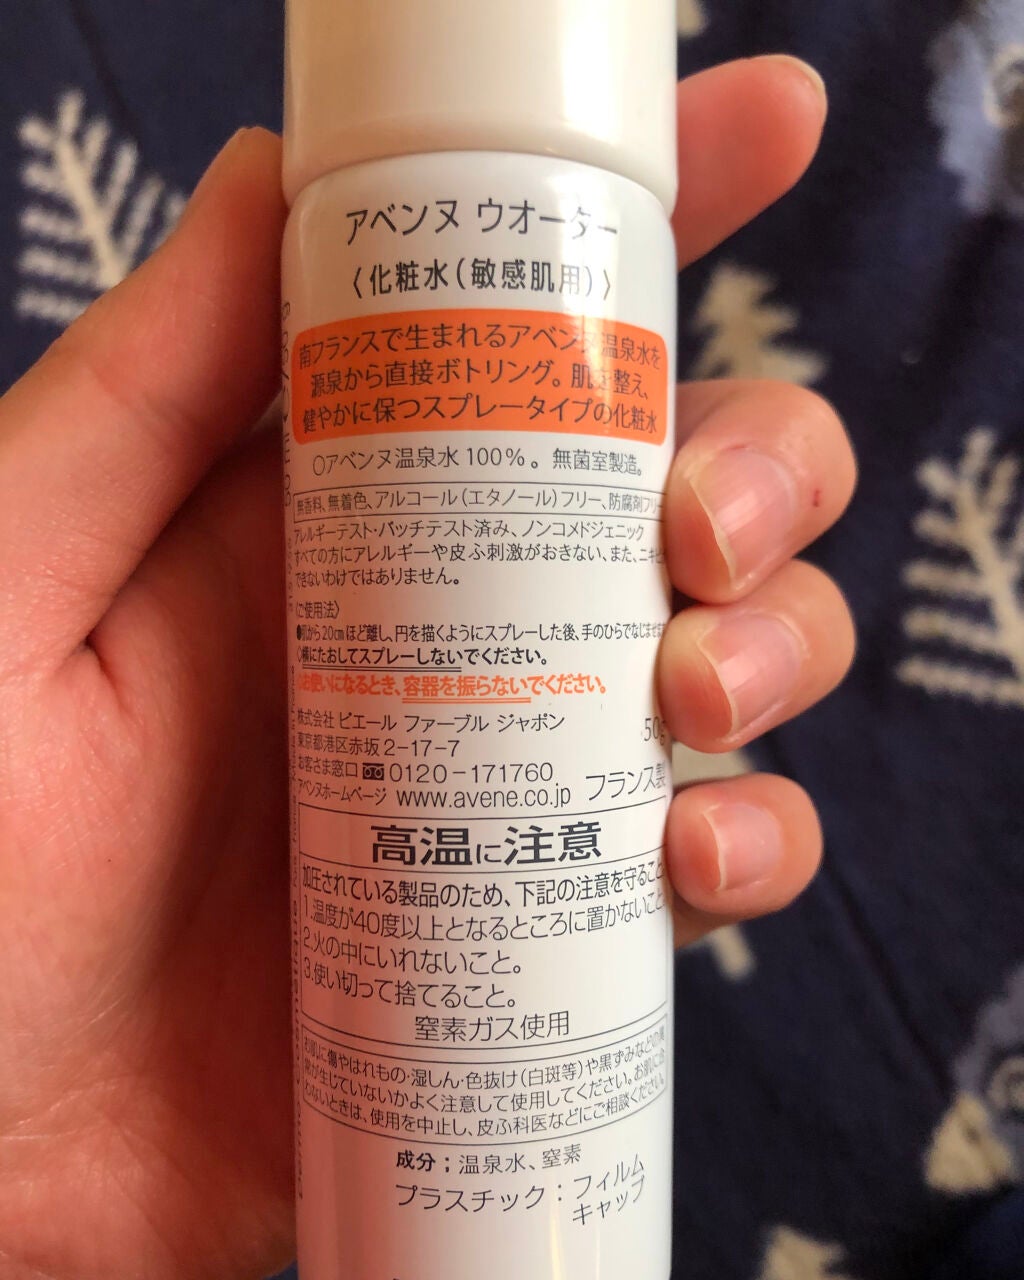 アベンヌ ウオーター
〈化粧水(敏感肌用)〉
南フランスで生まれるアベンヌ温泉水を
源泉から直接ボトリング。肌を整え、
健やかに保つスプレータイプの化粧水
○アベンヌ温泉水100%。無菌室製造。
無香料、無着色、アルコール(エタノール)フリー、防腐剤フリー
アレルギーテスト・パッチテスト済み、ノンコメドジェニック
すべての方にアレルギーや皮ふ刺激がおきない、また、ニキビ
できないわけではありません。
〈ご使用法〉
●肌から20cmほど離し、円を描くようにスプレーした後、手のひらでなじませま
◇横にたおしてスプレーしないでください。
◇お使いになるとき、容器を振らないでください。
株式会社 ピエール ファーブル ジャポン
50g
東京都港区赤坂2-17-7
お客さま窓口 0120-171760
アベンヌホームページ www.avene.co.jp フランス製
高温に注意
加圧されている製品のため、下記の注意を守ること。
1.温度が40度以上となるところに置かないこと。
2.火の中にいれないこと。
3.使い切って捨てること。
窒素ガス使用
お肌に傷やはれもの・湿しん・色抜け(白斑等)や黒ずみなどの異
常が生じていないかよく注意して使用してください。お肌に合
わないときは、使用を中止し、皮ふ科医などにご相談ください。
成分;温泉水、窒素
プラスチック:フィルム
キャップ